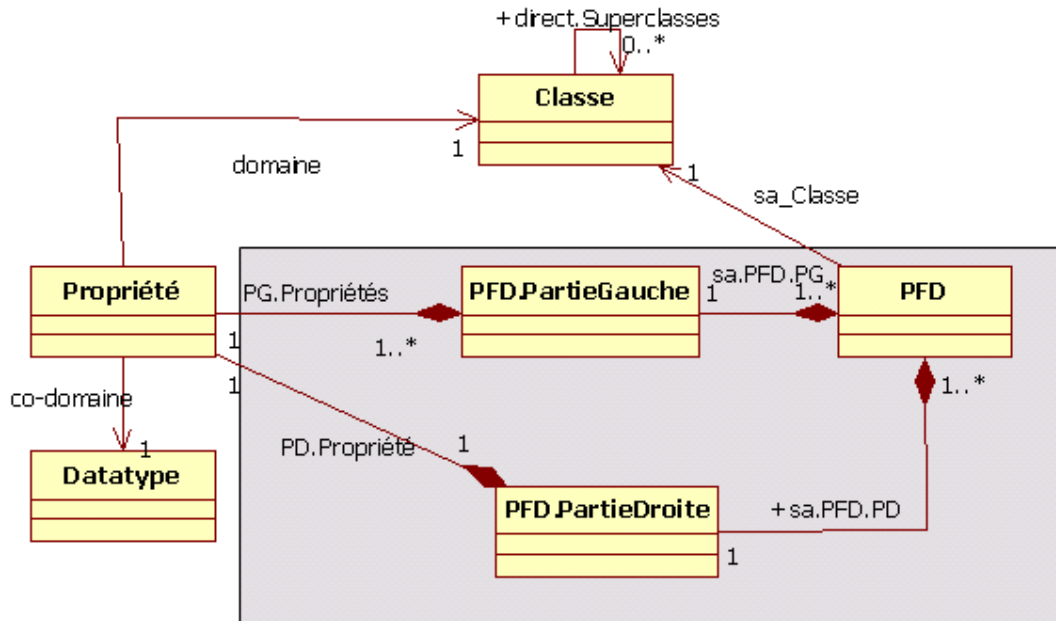 + direct.Superclasses
0..*
Classe
1
domaine
1
sa_Classe
Propriété
PG.Propriétés
PFD.PartieGauche
sa.PFD.PG
PFD
1
1..*
1
1..*
1..*
1
co-domaine
PD.Propriété
1
1
Datatype
PFD.PartieDroite
+ sa.PFD.PD
1